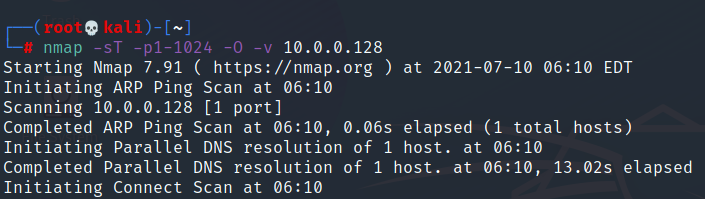 ┌──(root💀kali)-[~]
└─# nmap -sT -p1-1024 -O -v 10.0.0.128
Starting Nmap 7.91 ( https://nmap.org ) at 2021-07-10 06:10 EDT
Initiating ARP Ping Scan at 06:10
Scanning 10.0.0.128 [1 port]
Completed ARP Ping Scan at 06:10, 0.06s elapsed (1 total hosts)
Initiating Parallel DNS resolution of 1 host. at 06:10
Completed Parallel DNS resolution of 1 host. at 06:10, 13.02s elapsed
Initiating Connect Scan at 06:10